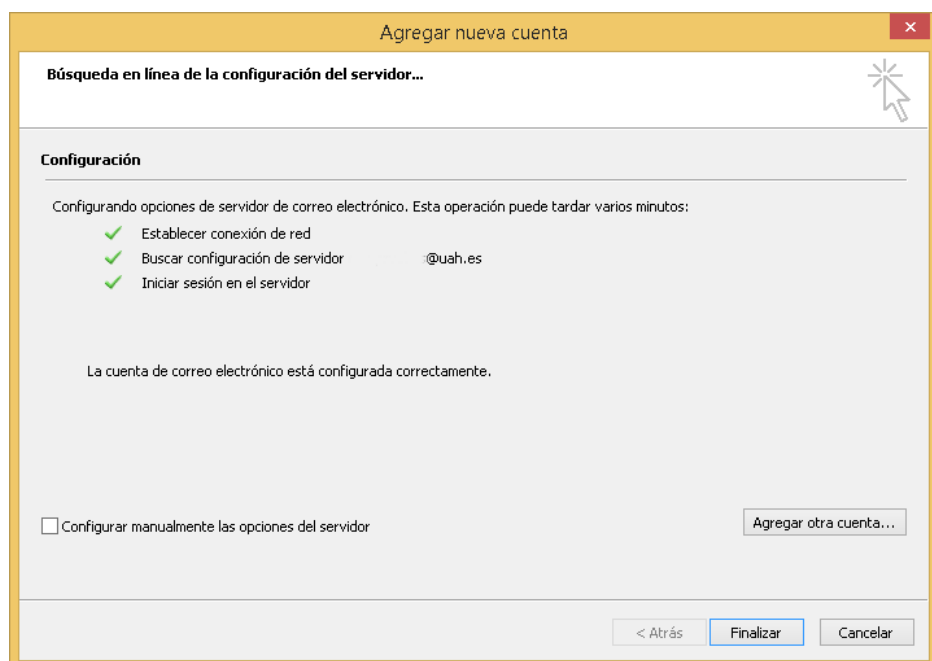 Agregar nueva cuenta
Búsqueda en línea de la configuración del servidor...
Configuración
Configurando opciones de servidor de correo electrónico. Esta operación puede tardar varios minutos:
Establecer conexión de red
Buscar configuración de servidor @uah.es
Iniciar sesión en el servidor
La cuenta de correo electrónico está configurada correctamente.
Configurar manualmente las opciones del servidor
Agregar otra cuenta...
< Atrás Finalizar Cancelar